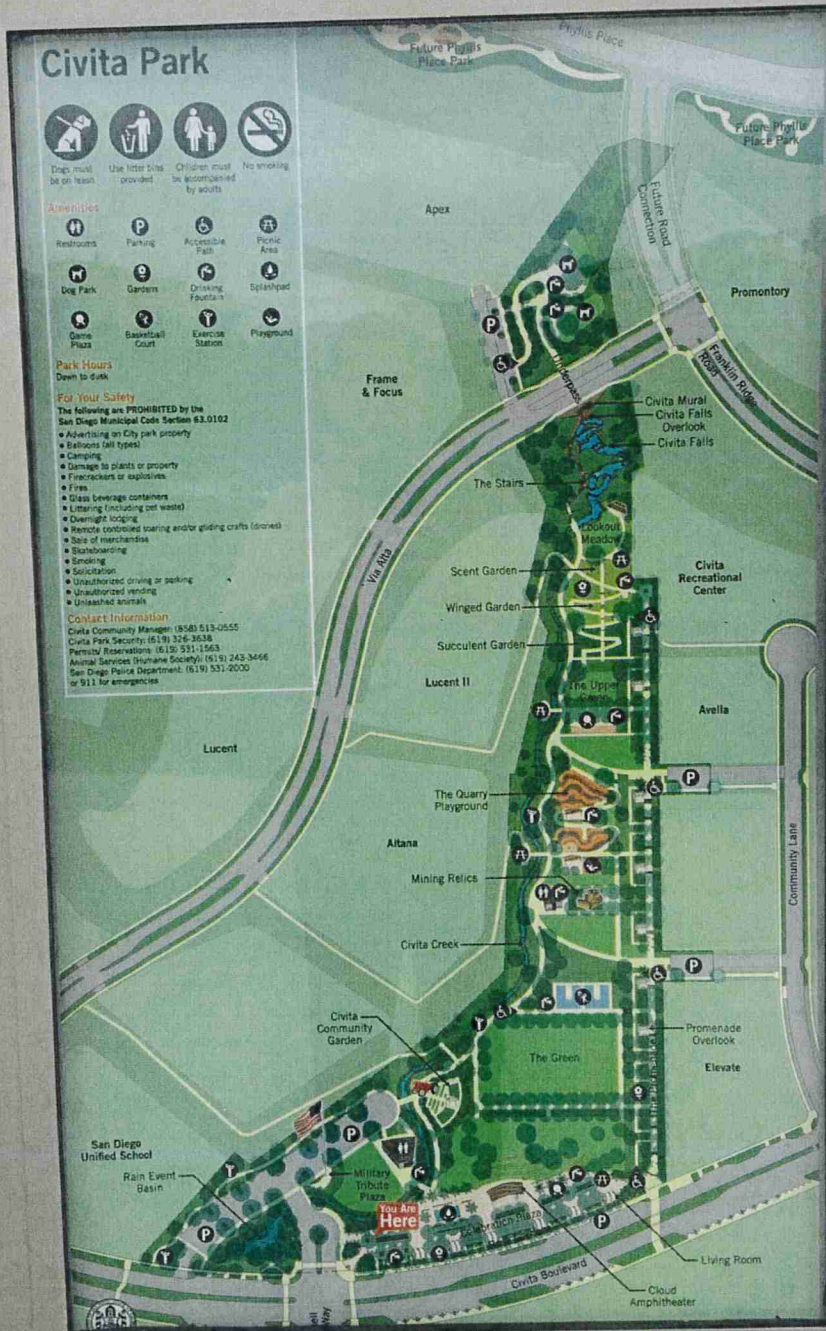 Civita Park
Dogs must
be on leash
Use litter bins
provided
Children must
be accompanied
by adults
No smoking
Amenities
Restrooms
Parking
Accessible
Path
Picnic
Area
Dog Park
Gardens
Drinking
Fountain
Splashpad
Game
Plaza
Basketball
Court
Exercise
Station
Playground
Park Hours
Dawn to dusk
For Your Safety
The following are PROHIBITED by the
San Diego Municipal Code Section 63.0102
• Advertising on City park property
• Balloons (all types)
• Camping
• Damage to plants or property
• Firecrackers or explosives
• Fires
• Glass beverage containers
• Littering (including pet waste)
• Overnight lodging
• Remote controlled soaring and/or gliding crafts (drones)
• Sale of merchandise
• Skateboarding
• Smoking
• Solicitation
• Unauthorized driving or parking
• Unauthorized vending
• Unleashed animals
Contact Information
Civita Community Manager: (858) 513-0555
Civita Park Security: (619) 326-3638
Permits/ Reservations: (619) 531-1563
Animal Services (Humane Society): (619) 243-3466
San Diego Police Department: (619) 531-2000
or 911 for emergencies
Phyllis Place
Future Phyllis
Place Park
Future Phyllis
Place Park
Future Road
Connection
Apex
Promontory
P
Underpass
Franklin Ridge
Road
Frame
& Focus
Civita Mural
Civita Falls
Overlook
Civita Falls
The Stairs
Lookout
Meadow
Via Alta
Scent Garden
Civita
Recreational
Center
Winged Garden
Succulent Garden
Lucent II
The Upper
Green
Avella
Lucent
P
The Quarry
Playground
Altana
Community Lane
Mining Relics
Civita Creek
P
Civita
Community
Garden
Promenade
Overlook
The Green
Elevate
P
San Diego
Unified School
Rain Event
Basin
Military
Tribute
Plaza
You Are
Here
P
Celebration Plaza
P
Living Room
Civita Boulevard
Cloud
Amphitheater
Way